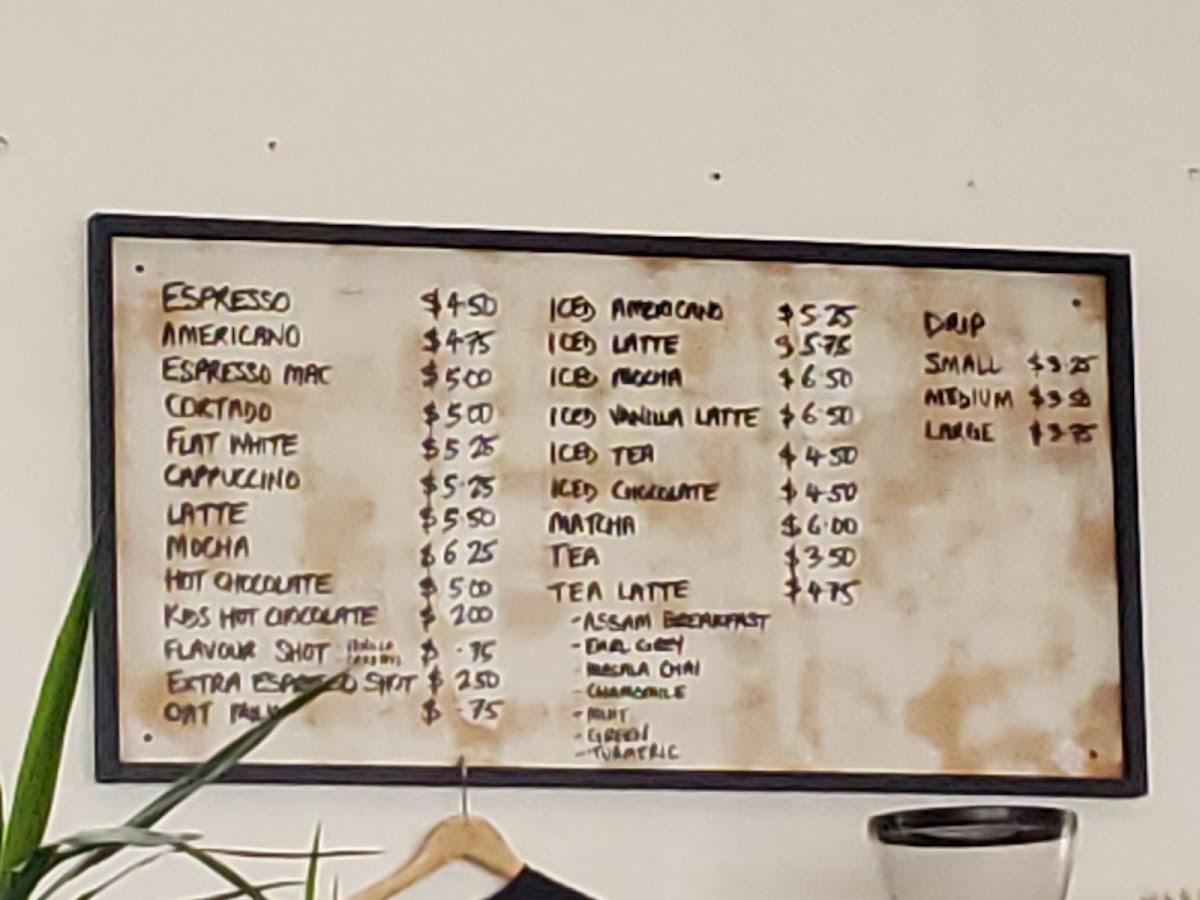 ESPRESSO $4.50
AMERICANO $4.75
ESPRESSO MAC $5.00
CORTADO $5.00
FLAT WHITE $5.25
CAPPUCCINO $5.25
LATTE $5.50
MOCHA $6.25
HOT CHOCOLATE $5.00
KIDS HOT CHOCOLATE $2.00
FLAVOUR SHOT $.75
EXTRA ESPRESSO SHOT $2.50
OAT MILK $.75
ICED AMERICANO $5.25
ICED LATTE $5.75
ICED MOCHA $6.50
ICED VANILLA LATTE $6.50
ICED TEA $4.50
ICED CHOCOLATE $4.50
MATCHA $6.00
TEA $3.50
TEA LATTE $4.75
-ASSAM BREAKFAST
-EARL GREY
-MASALA CHAI
-CHAMOMILE
-MINT
-GREEN
-TURMERIC
DRIP
SMALL $3.25
MEDIUM $3.50
LARGE $3.75